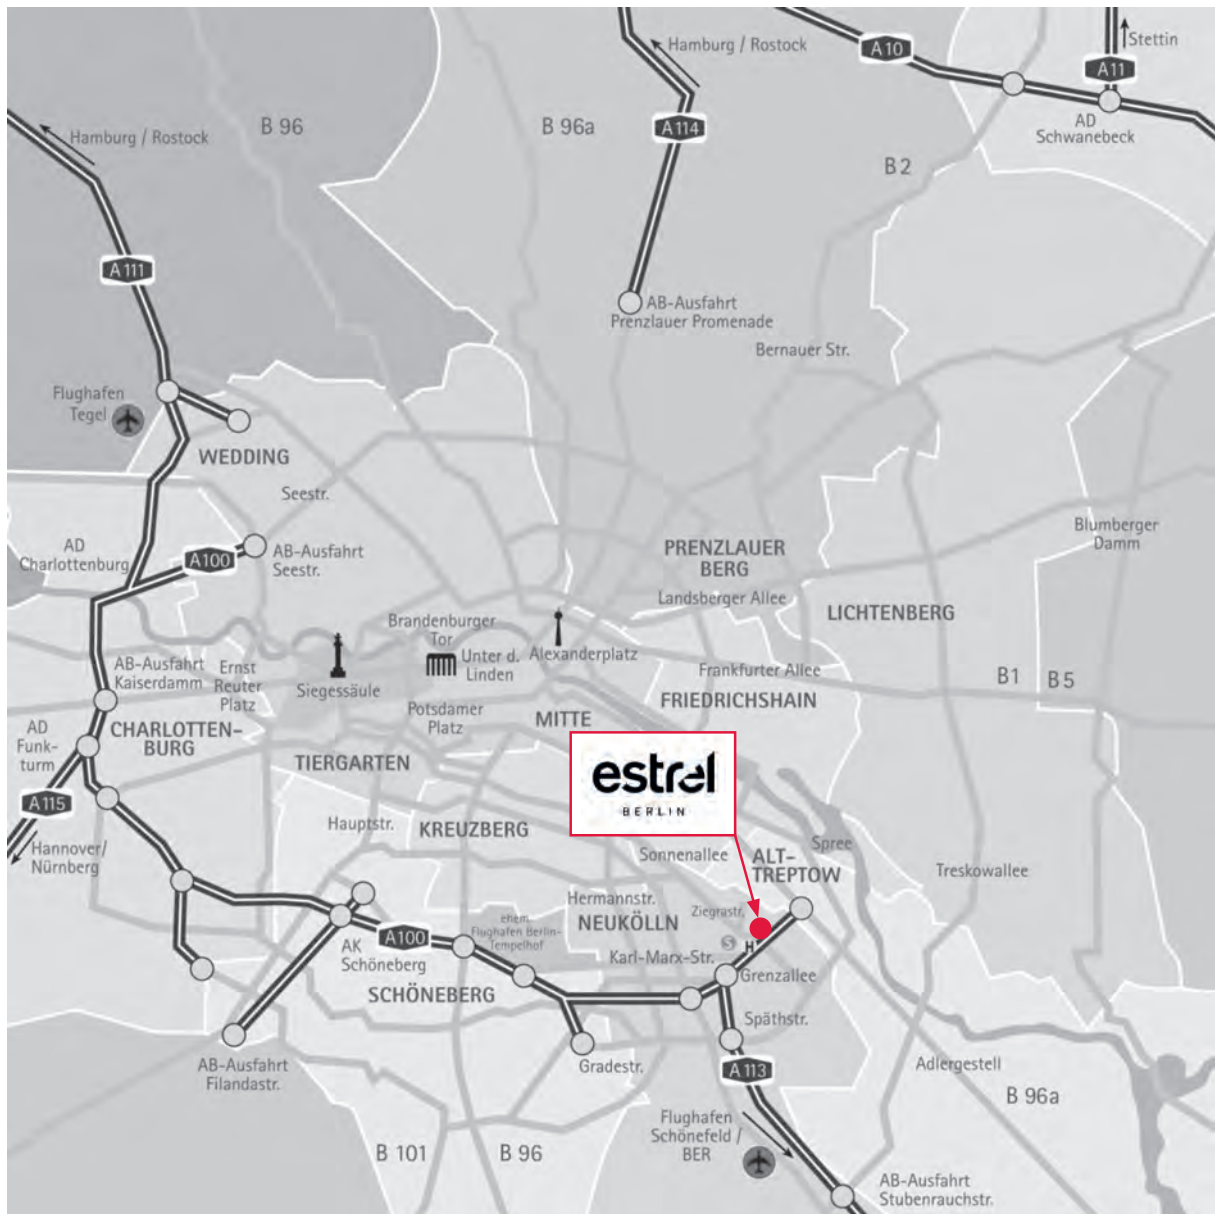 Stettin
Hamburg / Rostock
A 10
A 11
AD
Schwanebeck
Hamburg / Rostock
B 96
B 96a
A 114
B 2
A 111
AB-Ausfahrt
Prenzlauer Promenade
Bernauer Str.
Flughafen
Tegel
WEDDING
Seestr.
AD
Charlottenburg
A 100
AB-Ausfahrt
Seestr.
PRENZLAUER
BERG
Blumberger
Damm
Landsberger Allee
LICHTENBERG
Brandenburger
Tor
Unter d.
Linden
Alexanderplatz
AB-Ausfahrt
Kaiserdamm
Ernst
Reuter
Platz
Siegessäule
Frankfurter Allee
B 1
B 5
FRIEDRICHSHAIN
Potsdamer
Platz
MITTE
AD
Funk-
turm
CHARLOTTEN-
BURG
TIERGARTEN
estrel
BERLIN
A 115
Hauptstr.
KREUZBERG
Hannover/
Nürnberg
Sonnenallee
ALT-
TREPTOW
Spree
Treskowallee
Hermannstr.
NEUKÖLLN
Ziegrastr.
ehem.
Flughafen Berlin-
Tempelhof
A 100
AK
Schöneberg
S
H
Karl-Marx-Str.
Grenzallee
SCHÖNEBERG
Späthstr.
AB-Ausfahrt
Filandastr.
Gradestr.
A 113
Adlergestell
B 96a
Flughafen
Schönefeld /
BER
B 101
B 96
AB-Ausfahrt
Stubenrauchstr.